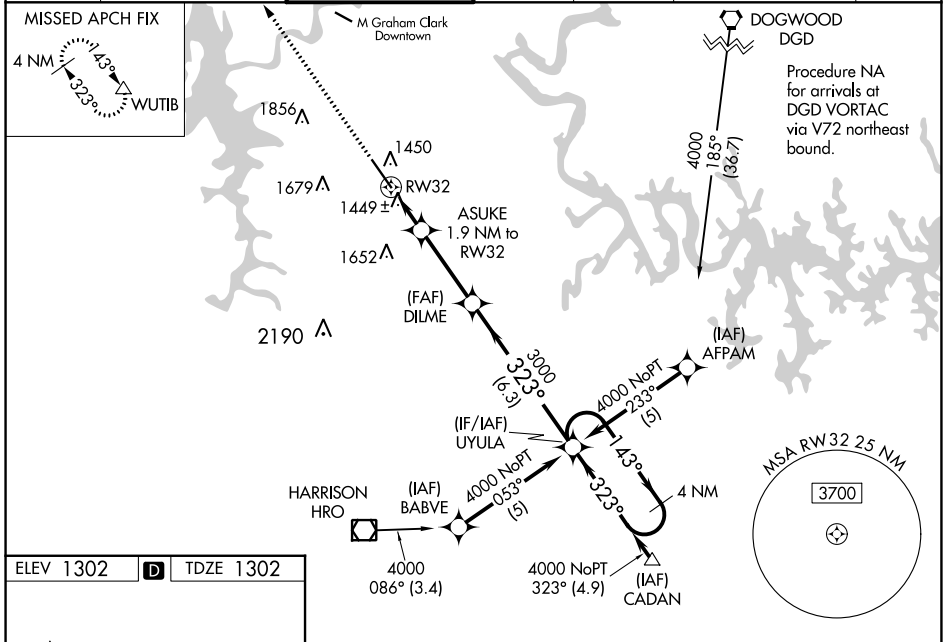 MISSED APCH FIX
4 NM
143°
323°
WUTIB
M Graham Clark
Downtown
DOGWOOD
DGD
Procedure NA
for arrivals at
DGD VORTAC
via V72 northeast
bound.
4000
185°
(36.7)
1856
1450
1679
RW32
1449 ±
ASUKE
1.9 NM to
RW32
1652
(FAF)
DILME
2190
3000
323°
(6.3)
(IAF)
AFPAM
4000 NoPT
233°
(5)
(IF/IAF)
UYULA
143°
323°
4 NM
MSA RW32 25 NM
3700
HARRISON
HRO
(IAF)
BABVE
4000 NoPT
053°
(5)
4000
086° (3.4)
4000 NoPT
323° (4.9)
(IAF)
CADAN
ELEV 1302 D TDZE 1302